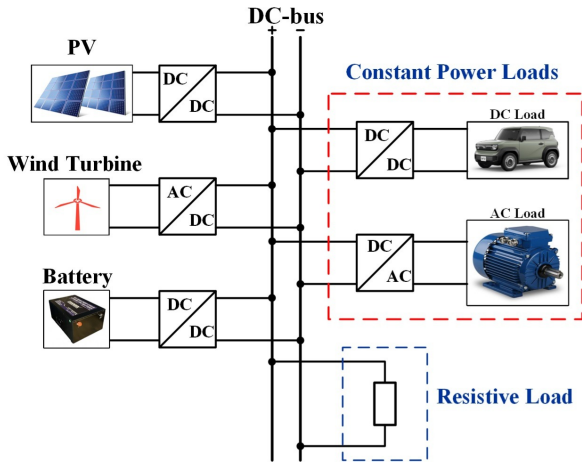 DC-bus
+ −
PV
DC
DC
Constant Power Loads
DC Load
DC
DC
Wind Turbine
AC
DC
AC Load
DC
AC
Battery
DC
DC
Resistive Load